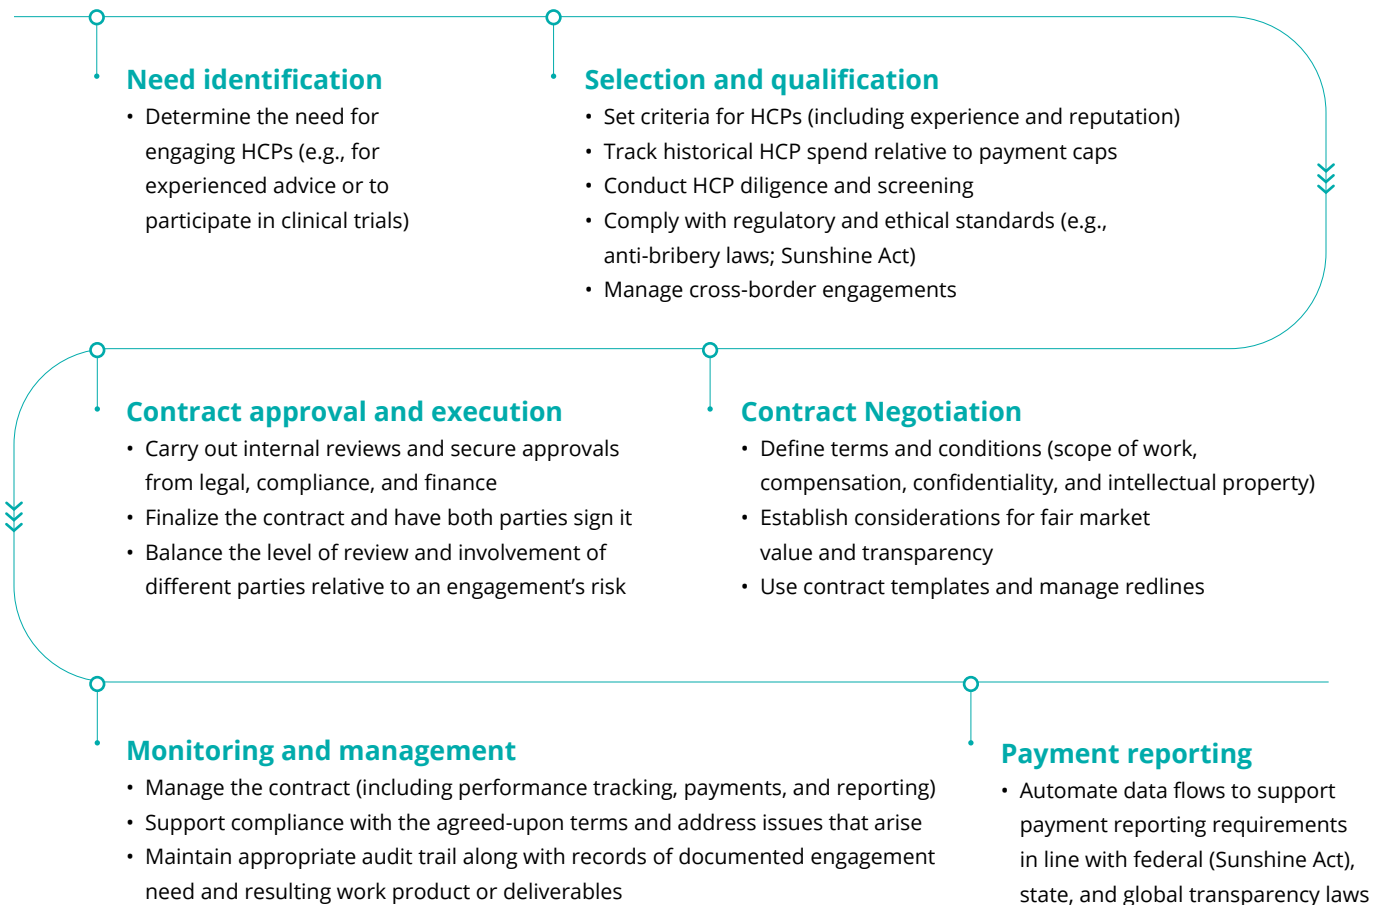 Need identification
• Determine the need for
engaging HCPs (e.g., for
experienced advice or to
participate in clinical trials)
Selection and qualification
• Set criteria for HCPs (including experience and reputation)
• Track historical HCP spend relative to payment caps
• Conduct HCP diligence and screening
• Comply with regulatory and ethical standards (e.g.,
anti-bribery laws; Sunshine Act)
• Manage cross-border engagements
Contract approval and execution
• Carry out internal reviews and secure approvals
from legal, compliance, and finance
• Finalize the contract and have both parties sign it
• Balance the level of review and involvement of
different parties relative to an engagement’s risk
Contract Negotiation
• Define terms and conditions (scope of work,
compensation, confidentiality, and intellectual property)
• Establish considerations for fair market
value and transparency
• Use contract templates and manage redlines
Monitoring and management
• Manage the contract (including performance tracking, payments, and reporting)
• Support compliance with the agreed-upon terms and address issues that arise
• Maintain appropriate audit trail along with records of documented engagement
need and resulting work product or deliverables
Payment reporting
• Automate data flows to support
payment reporting requirements
in line with federal (Sunshine Act),
state, and global transparency laws